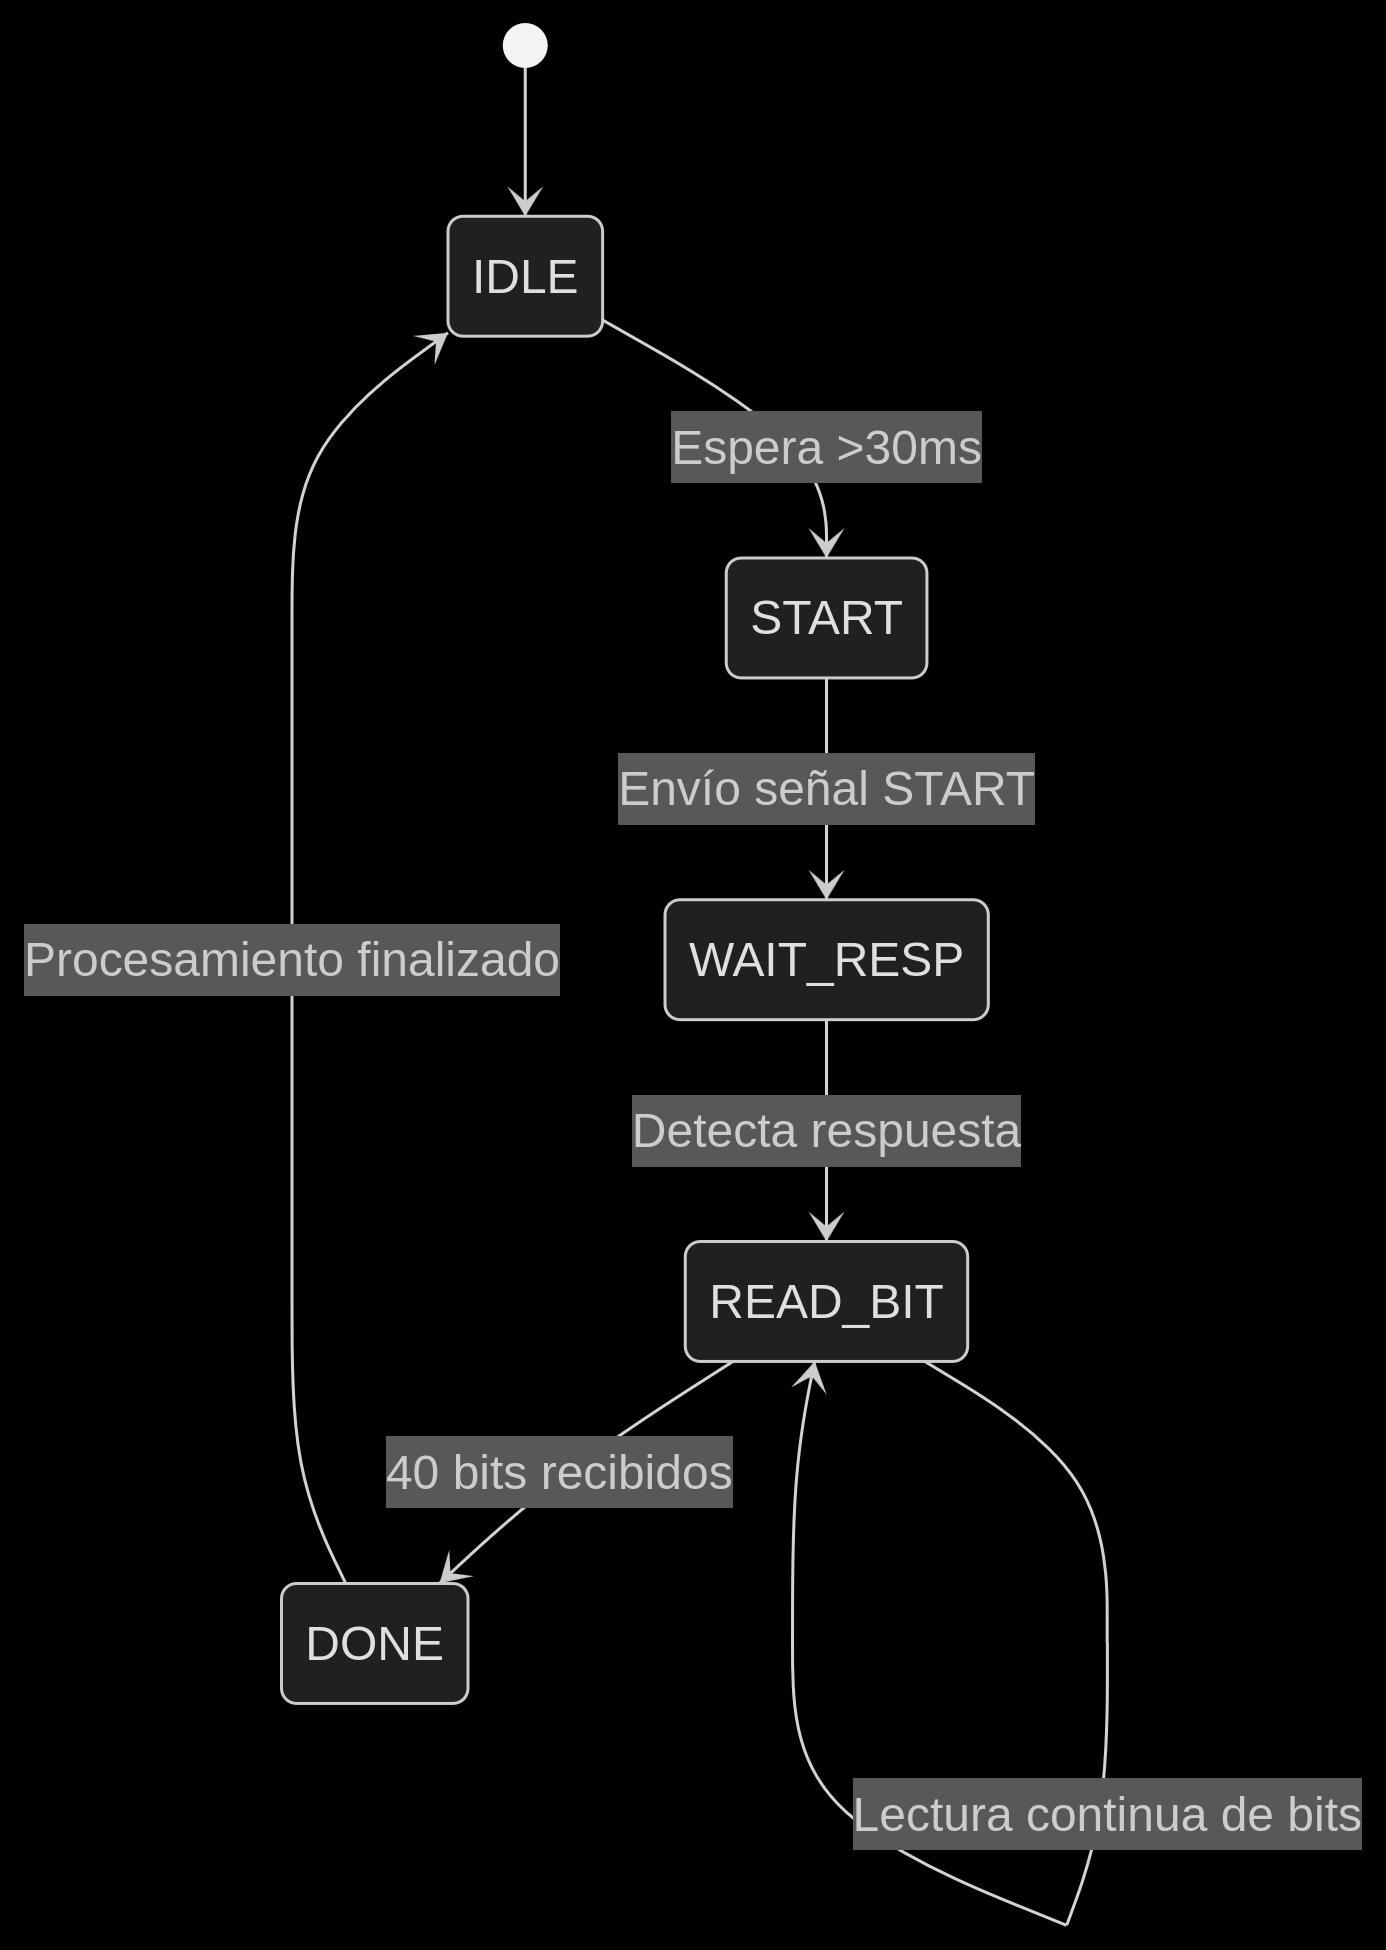 IDLE
Espera >30ms
START
Envío señal START
WAIT_RESP
Procesamiento finalizado
Detecta respuesta
READ_BIT
40 bits recibidos
DONE
Lectura continua de bits